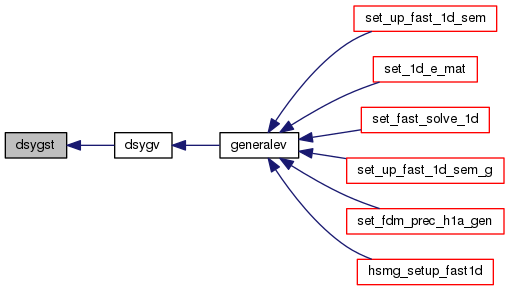 set_up_fast_1d_sem
set_1d_e_mat
set_fast_solve_1d
dsygst
dsygv
generalev
set_up_fast_1d_sem_g
set_fdm_prec_h1a_gen
hsmg_setup_fast1d